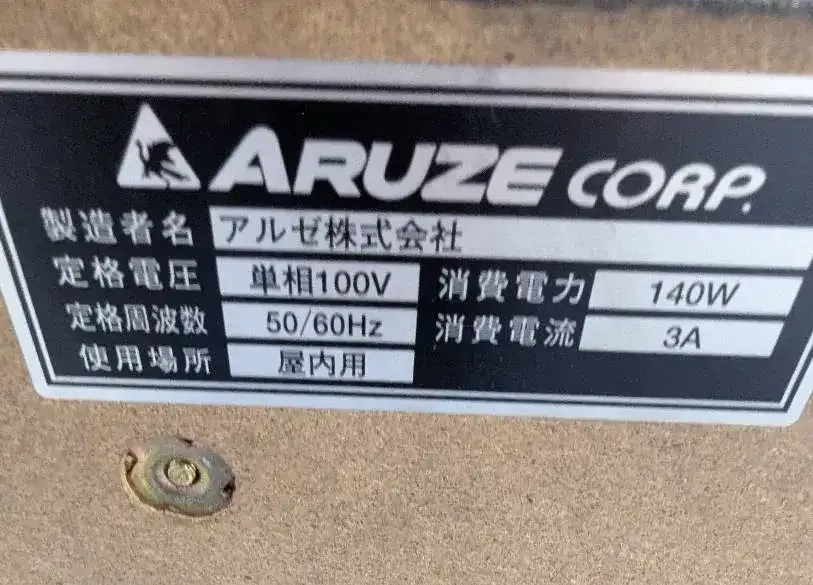 ARUZE CORP.
製造者名 アルゼ株式会社
定格電圧 単相100V 消費電力 140W
定格周波数 50/60Hz 消費電流 3A
使用場所 屋内用